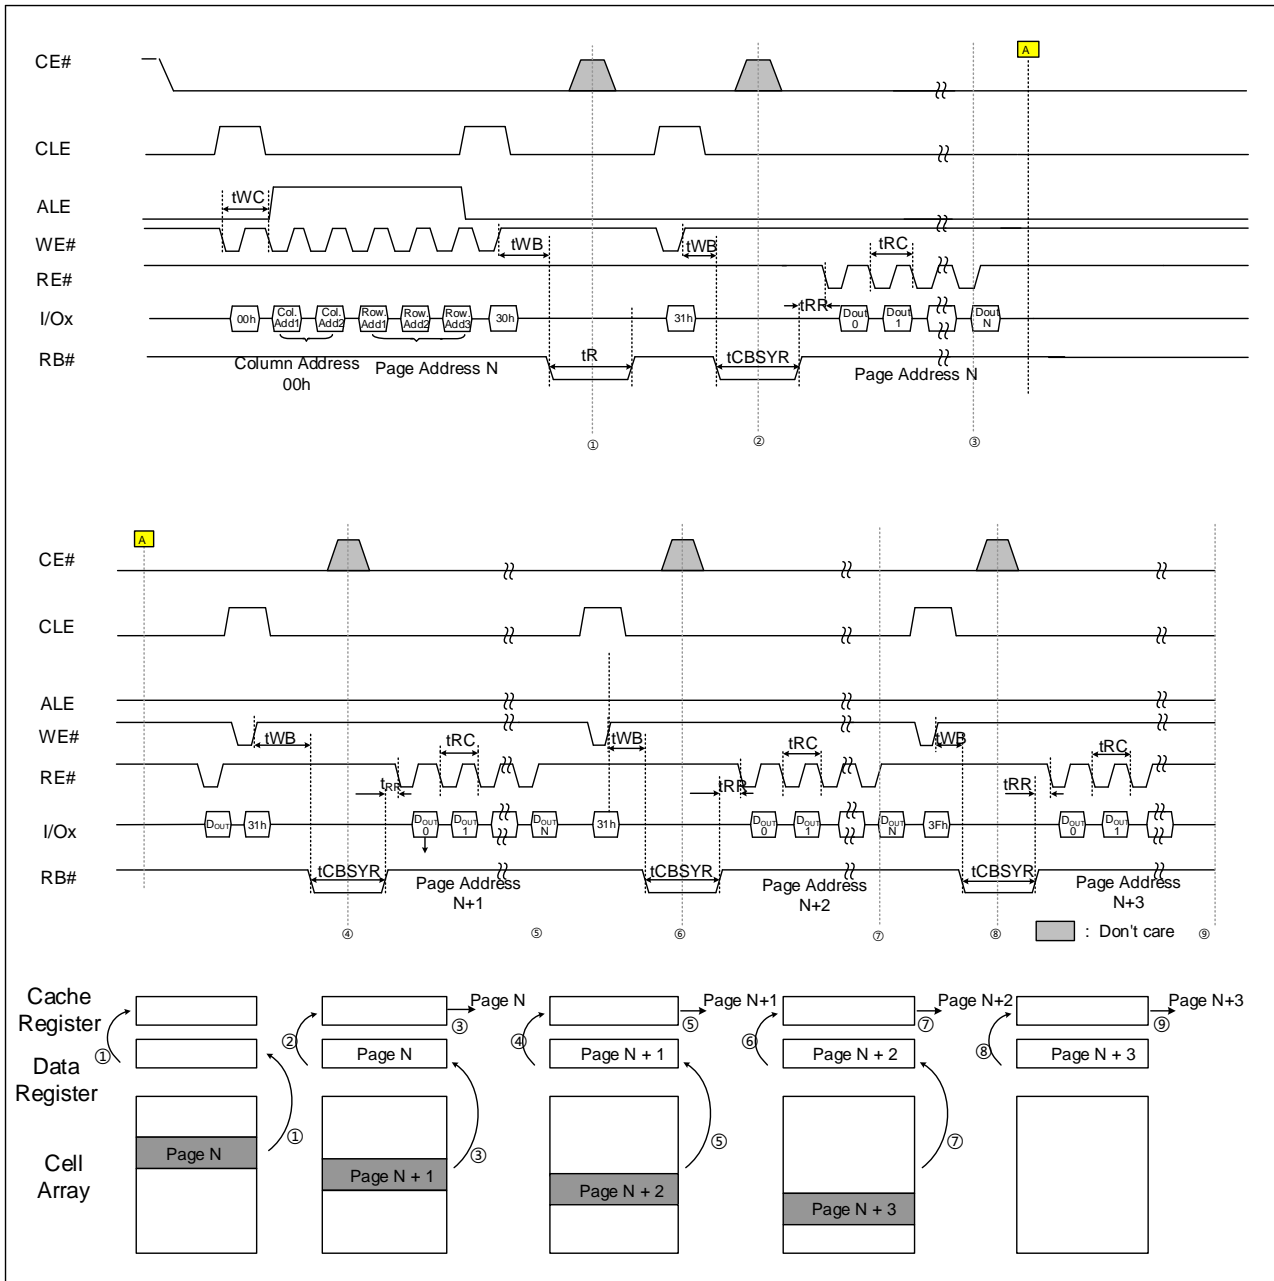 A
CE#
CLE
ALE
tWC
WE#
tWB
tWB
tRC
RE#
tRR
I/Ox
00h
Col. Add1
Col. Add2
Row. Add1
Row. Add2
Row. Add3
30h
31h
Dout 0
Dout 1
Dout N
RB#
tR
tCBSYR
Column Address
00h
Page Address N
Page Address N
① ② ③
A
CE#
CLE
ALE
WE#
tWB
tRC
tWB
tRC
tWB
tRC
RE#
tRR
tRR
tRR
I/Ox
DOUT
31h
DOUT 0
DOUT 1
DOUT N
31h
DOUT 0
DOUT 1
DOUT N
3Fh
DOUT 0
DOUT 1
RB#
tCBSYR
tCBSYR
tCBSYR
Page Address
N+1
Page Address
N+2
Page Address
N+3
④ ⑤ ⑥ ⑦ ⑧ ⑨
: Don't care
Cache
Register
Page N
Page N+1
Page N+2
Page N+3
③ ⑤ ⑦ ⑨
① ② ④ ⑥ ⑧
Data
Register
Page N
Page N + 1
Page N + 2
Page N + 3
① ③ ⑤ ⑦
Cell
Array
Page N
Page N + 1
Page N + 2
Page N + 3